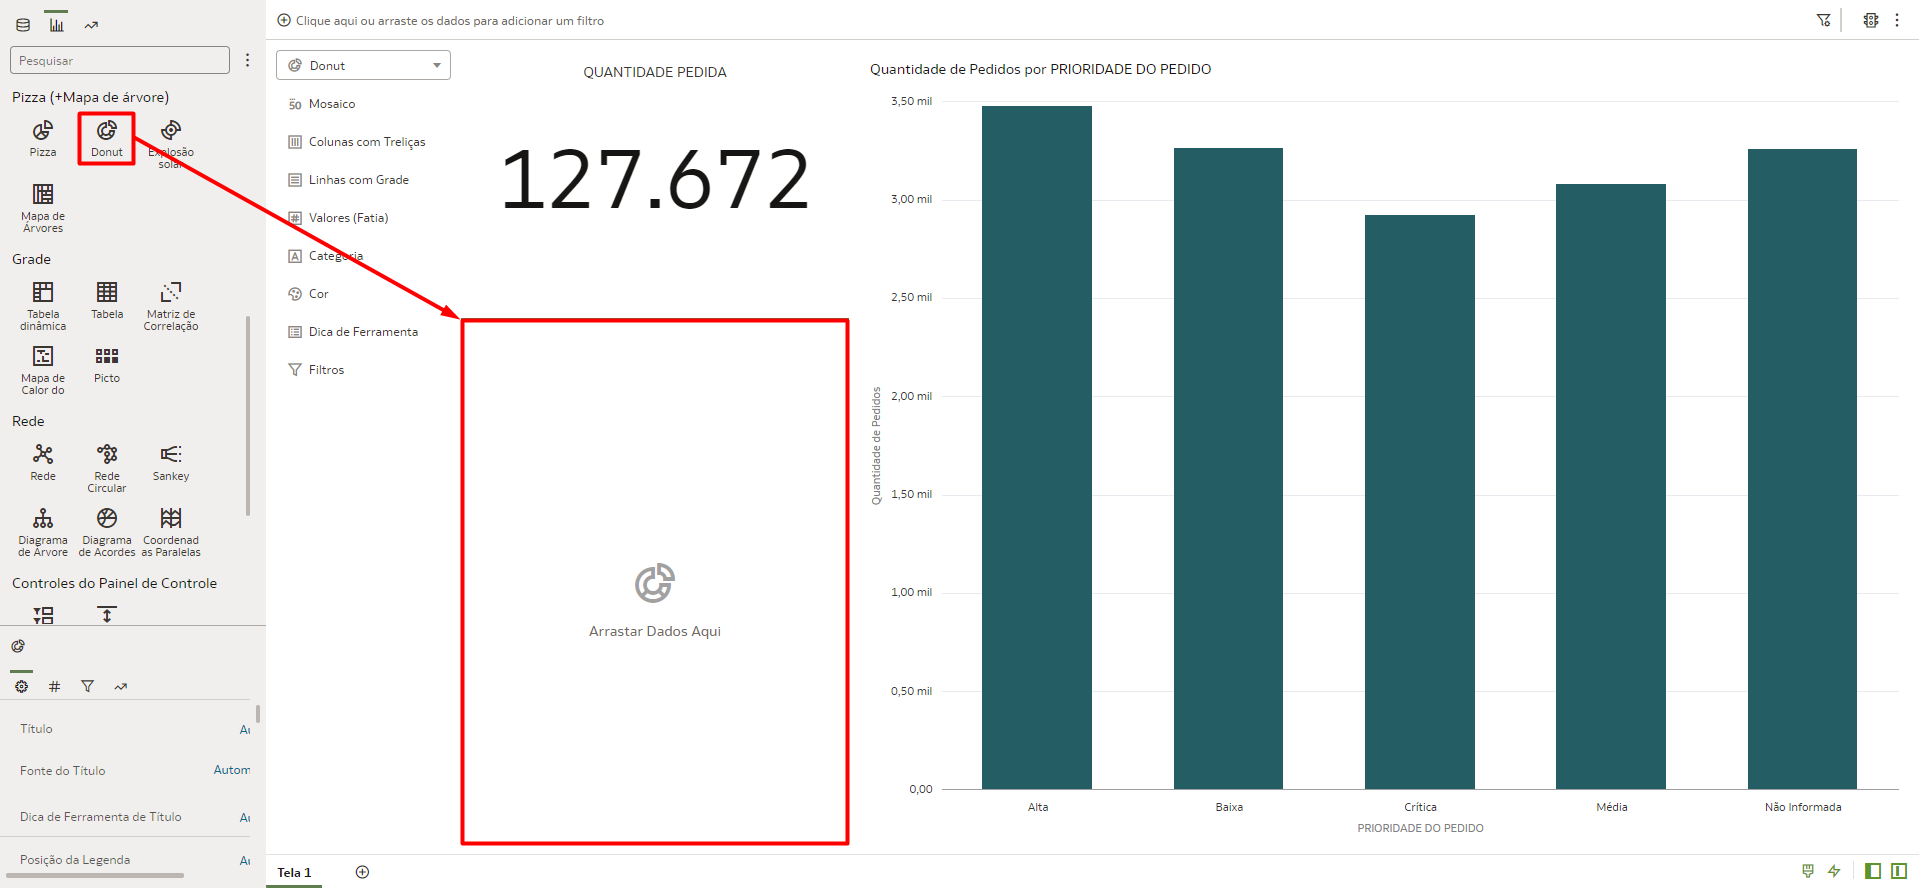 Clique aqui ou arraste os dados para adicionar um filtro
Pesquisar
Pizza (+Mapa de árvore)
Pizza
Donut
Explosão
solar
Mapa de
Árvores
Grade
Tabela
dinâmica
Tabela
Matriz de
Correlação
Mapa de
Calor do
Picto
Rede
Rede
Rede
Circular
Sankey
Diagrama
de Árvore
Diagrama
de Acordes
Coordenad
as Paralelas
Controles do Painel de Controle
Título
Au
Fonte do Título
Autom
Dica de Ferramenta de Título
Au
Posição da Legenda
Au
Donut
50 Mosaico
Colunas com Treliças
Linhas com Grade
# Valores (Fatia)
A Categoria
Cor
Dica de Ferramenta
Filtros
QUANTIDADE PEDIDA
127.672
Arrastar Dados Aqui
Quantidade de Pedidos por PRIORIDADE DO PEDIDO
Quantidade de Pedidos
3,50 mil
3,00 mil
2,50 mil
2,00 mil
1,50 mil
1,00 mil
0,50 mil
0,00
Alta
Baixa
Crítica
Média
Não Informada
PRIORIDADE DO PEDIDO
Tela 1